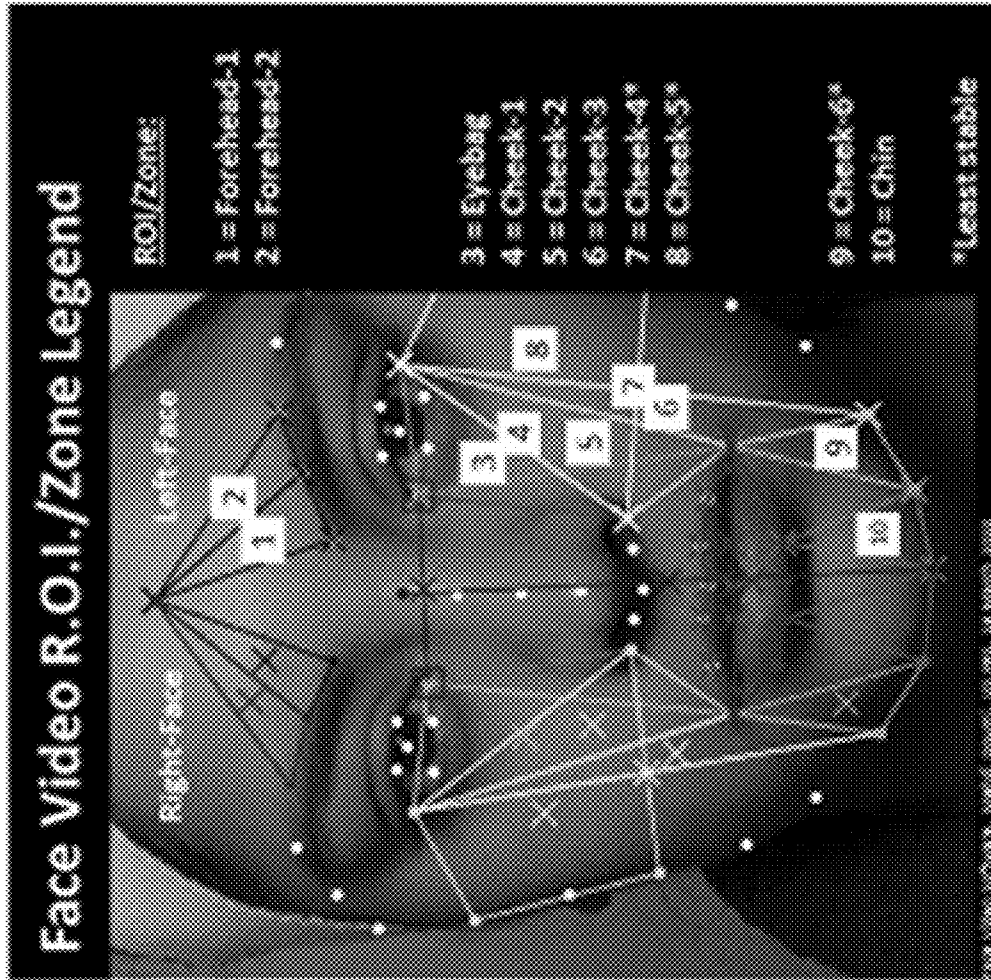 Face Video R.O.I./Zone Legend
Right-Face
Left Face
1
2
3
4
5
6
7
8
9
10
ROI/Zone:
1 = Forehead-1
2 = Forehead-2
3 = Eyebug
4 = Cheek-1
5 = Cheek-2
6 = Cheek-3
7 = Cheek-4*
8 = Cheek-5*
9 = Cheek-6*
10 = Chin
*Least stable